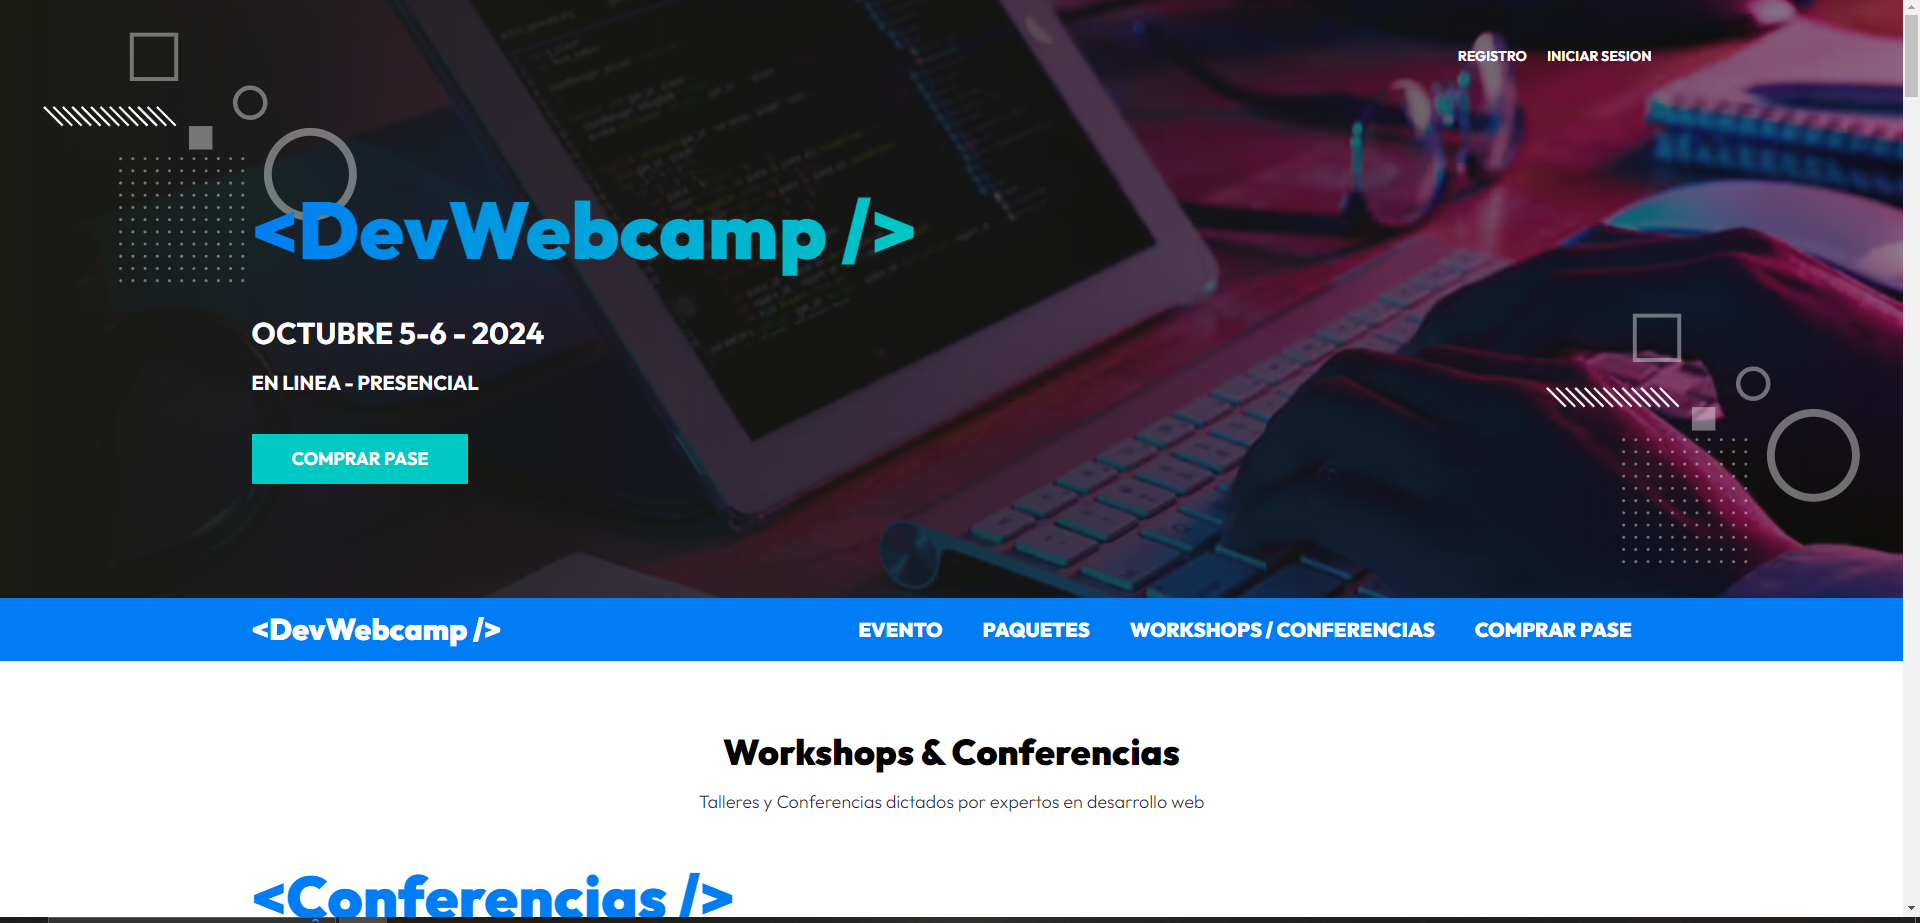 REGISTRO INICIAR SESION
<DevWebcamp />
OCTUBRE 5-6 - 2024
EN LINEA - PRESENCIAL
COMPRAR PASE
<DevWebcamp /> EVENTO PAQUETES WORKSHOPS / CONFERENCIAS COMPRAR PASE
Workshops & Conferencias
Talleres y Conferencias dictados por expertos en desarrollo web
<Conferencias />